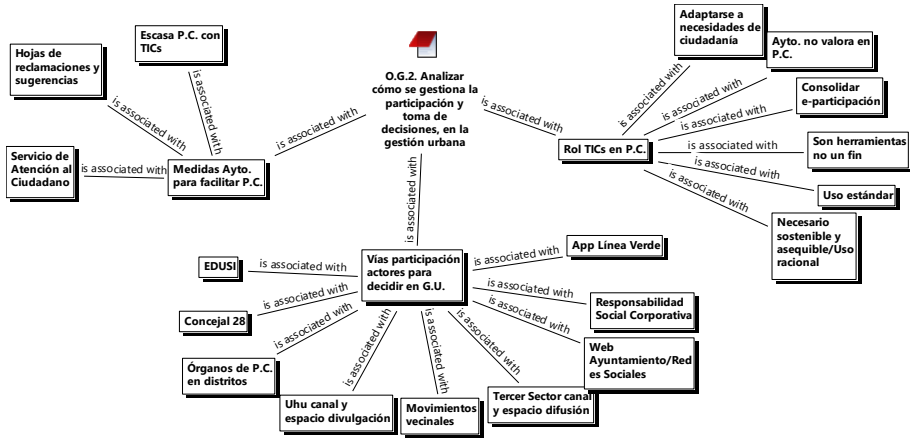 Escasa P.C. con
TICs
Hojas de
reclamaciones y
sugerencias
Servicio de
Atención al
Ciudadano
is associated with
is associated with
is associated with
Medidas Ayto.
para facilitar P.C.
is associated with
O.G.2. Analizar
cómo se gestiona la
participación y
toma de
decisiones, en la
gestión urbana
is associated with
Rol TICs en P.C.
is associated with
is associated with
is associated with
is associated with
is associated with
is associated with
Adaptarse a
necesidades de
ciudadanía
Ayto. no valora en
P.C.
Consolidar
e-participación
Son herramientas
no un fin
Uso estándar
Necesario
sostenible y
asequible/Uso
racional
is associated with
Vías participación
actores para
decidir en G.U.
is associated with
is associated with
is associated with
is associated with
is associated with
is associated with
is associated with
is associated with
is associated with
EDUSI
Concejal 28
Órganos de P.C.
en distritos
Uhu canal y
espacio divulgación
Movimientos
vecinales
Tercer Sector canal
y espacio difusión
Web
Ayuntamiento/Red
es Sociales
Responsabilidad
Social Corporativa
App Línea Verde